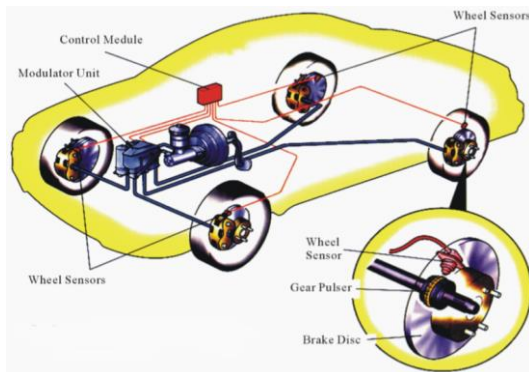 Wheel Sensors
Control Medule
Modulator Unit
Wheel Sensors
Wheel
Sensor
Gear Pulser
Brake Disc